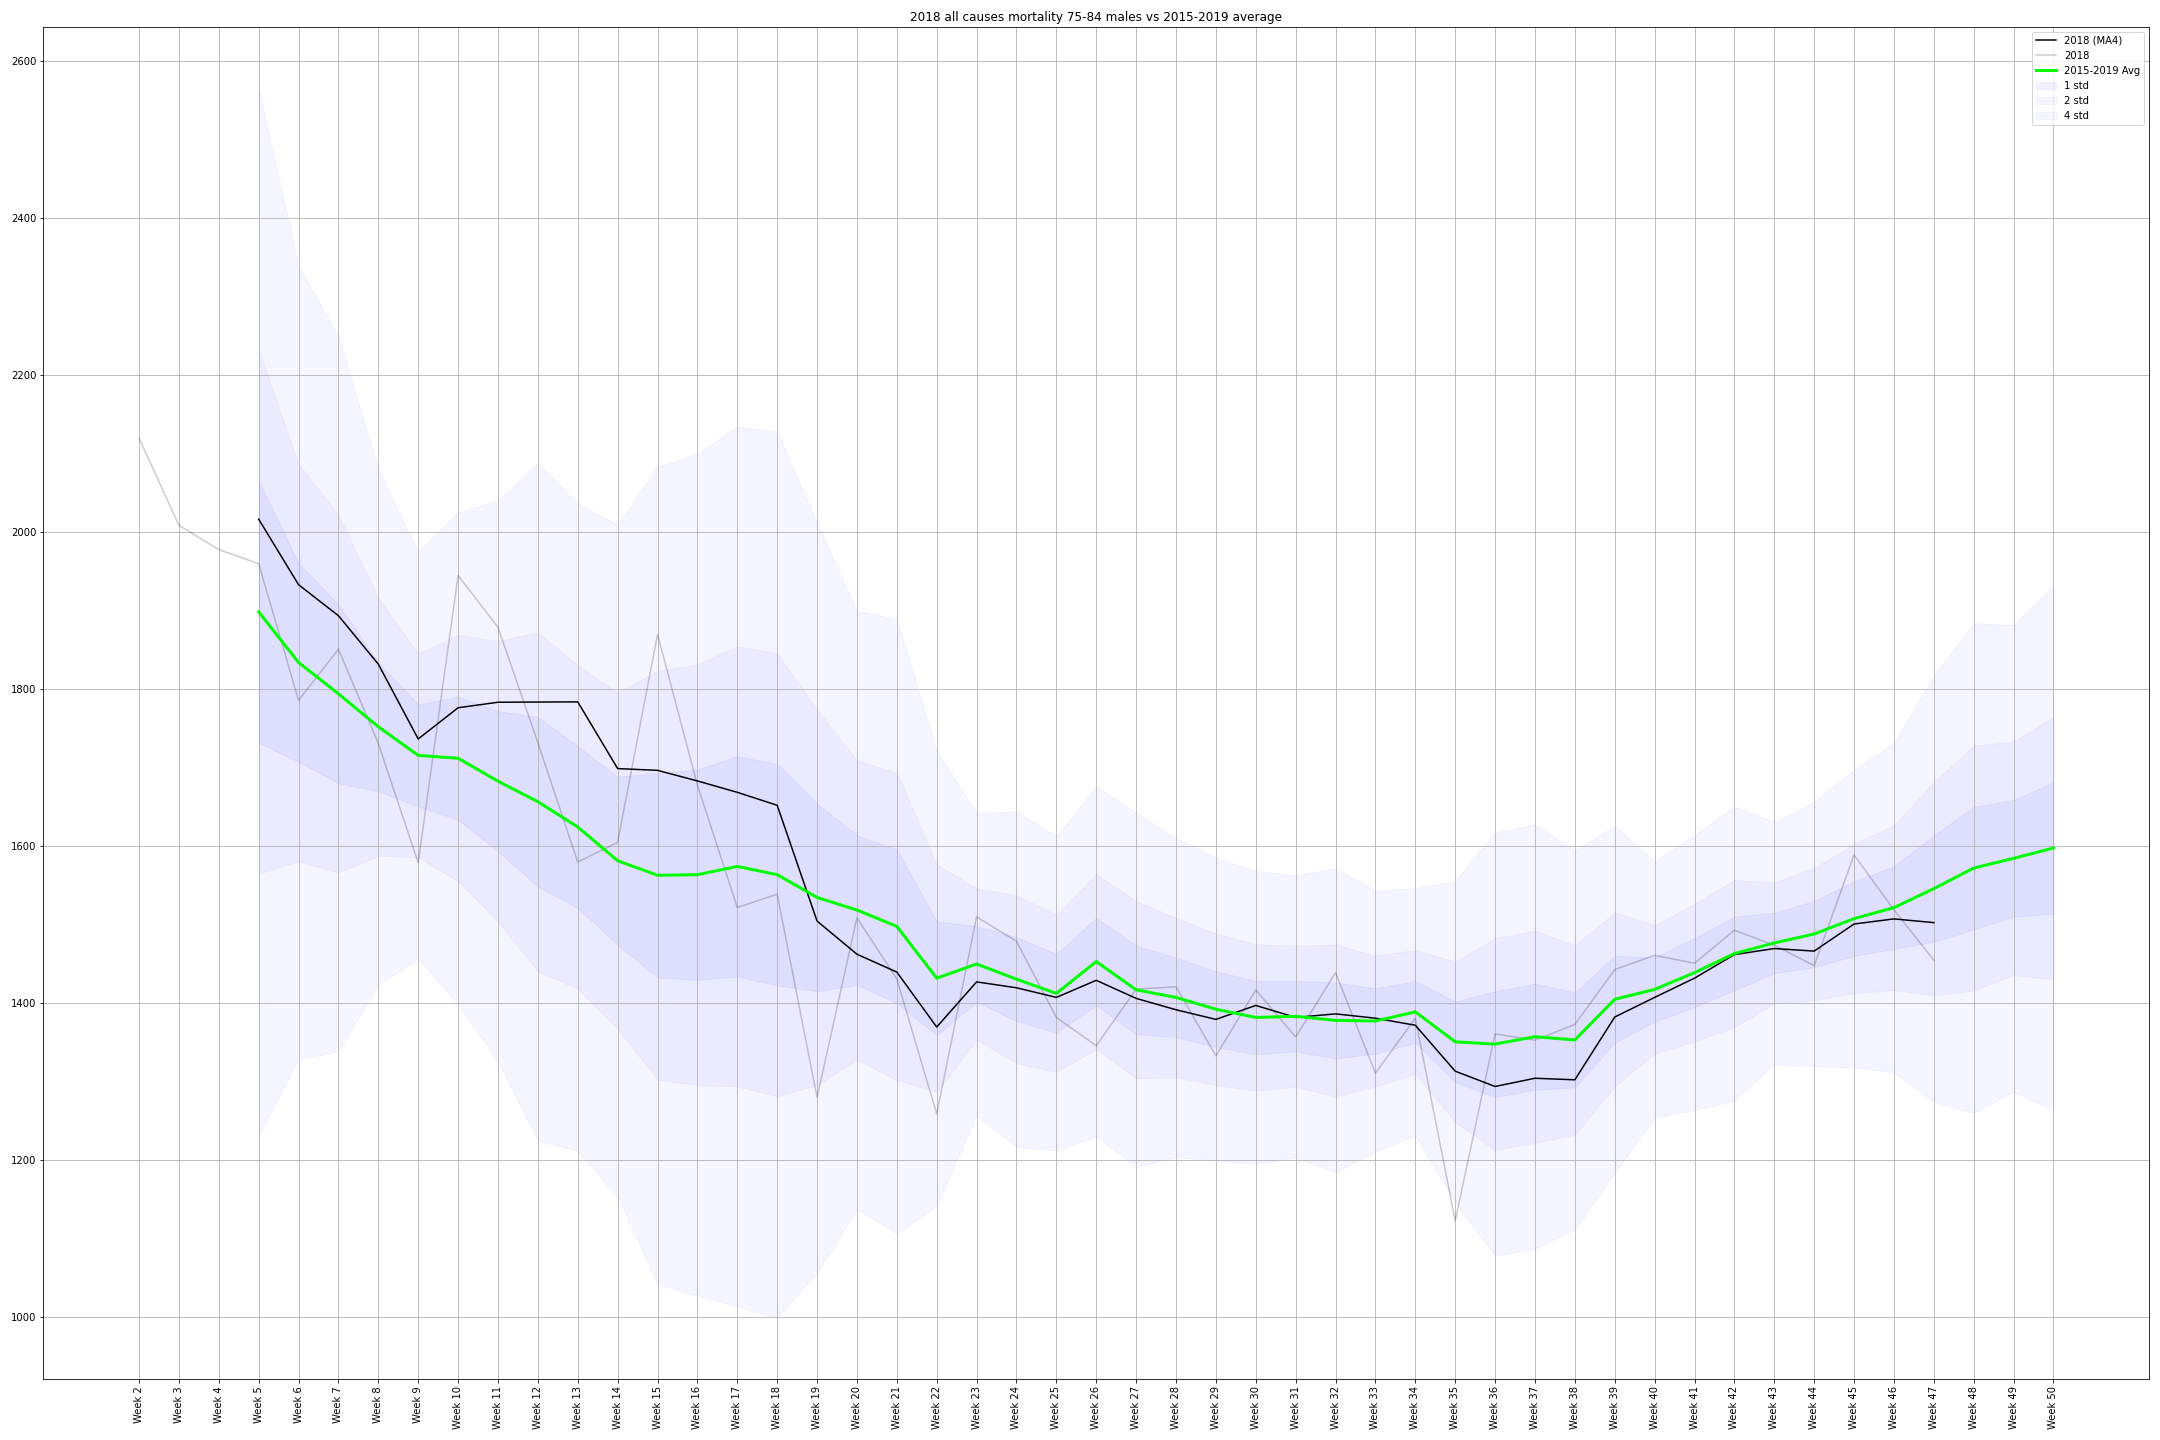 2018 all causes mortality 75-84 males vs 2015-2019 average
2018 (MA4)
2018
2015-2019 Avg
1 std
2 std
4 std
2600
2400
2200
2000
1800
1600
1400
1200
1000
Week 2
Week 3
Week 4
Week 5
Week 6
Week 7
Week 8
Week 9
Week 10
Week 11
Week 12
Week 13
Week 14
Week 15
Week 16
Week 17
Week 18
Week 19
Week 20
Week 21
Week 22
Week 23
Week 24
Week 25
Week 26
Week 27
Week 28
Week 29
Week 30
Week 31
Week 32
Week 33
Week 34
Week 35
Week 36
Week 37
Week 38
Week 39
Week 40
Week 41
Week 42
Week 43
Week 44
Week 45
Week 46
Week 47
Week 48
Week 49
Week 50